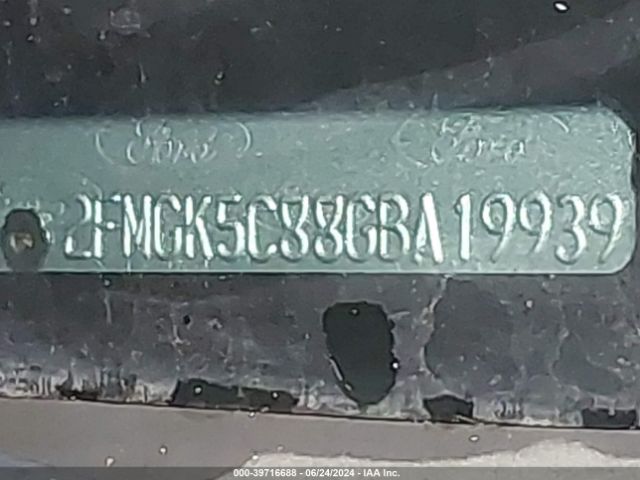 Ford Ford
2FMGK5C88GBA19939
000-39716688 - 06/24/2024 - IAA Inc.